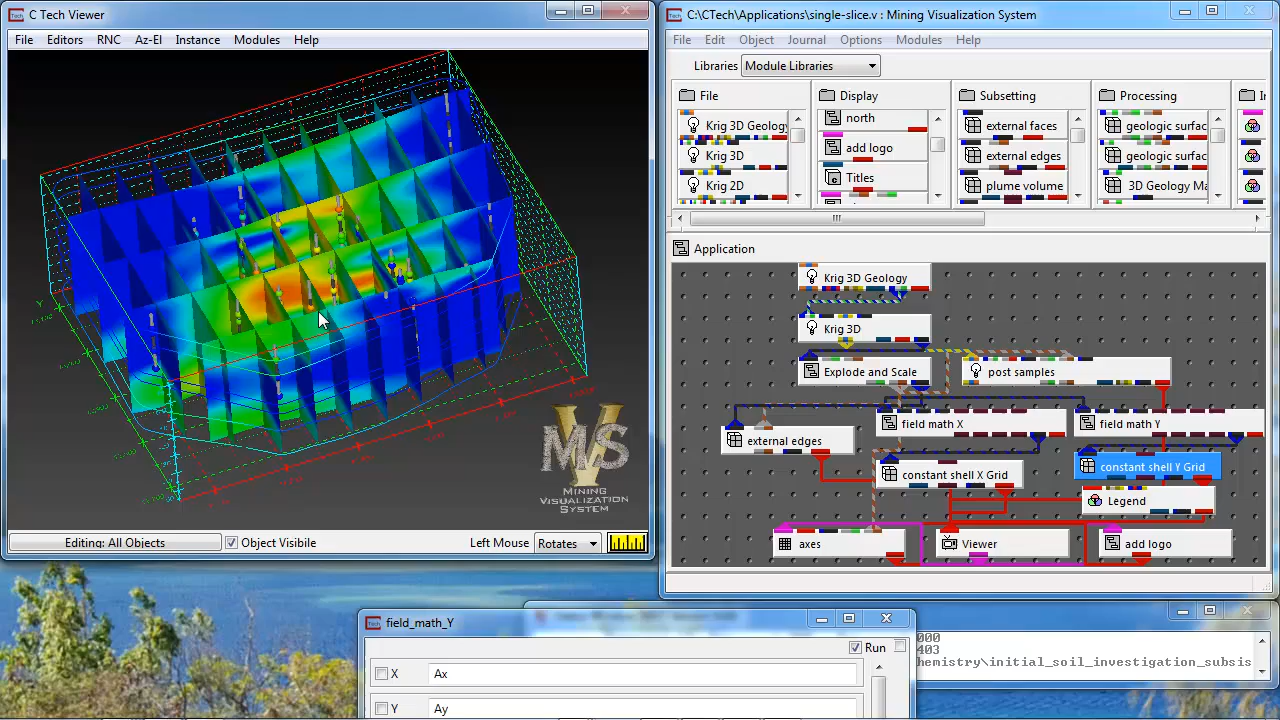 C Tech Viewer
File Editors RNC Az-El Instance Modules Help
MVS
MINING
VISUALIZATION
SYSTEM
Editing: All Objects
Object Visibile
Left Mouse
Rotates
C:\CTech\Applications\single-slice.v : Mining Visualization System
File Edit Object Journal Options Modules Help
Libraries
Module Libraries
File
Krig 3D Geology
Krig 3D
Krig 2D
Display
north
add logo
Titles
Subsetting
external faces
external edges
plume volume
Processing
geologic surfac
geologic surfac
3D Geology Ma
Application
Krig 3D Geology
Krig 3D
Explode and Scale
post samples
field math X
field math Y
external edges
constant shell X Grid
constant shell Y Grid
Legend
axes
Viewer
add logo
field_math_Y
Run
X
Ax
Y
Ay
000
403
hemistry\initial_soil_investigation_subsis